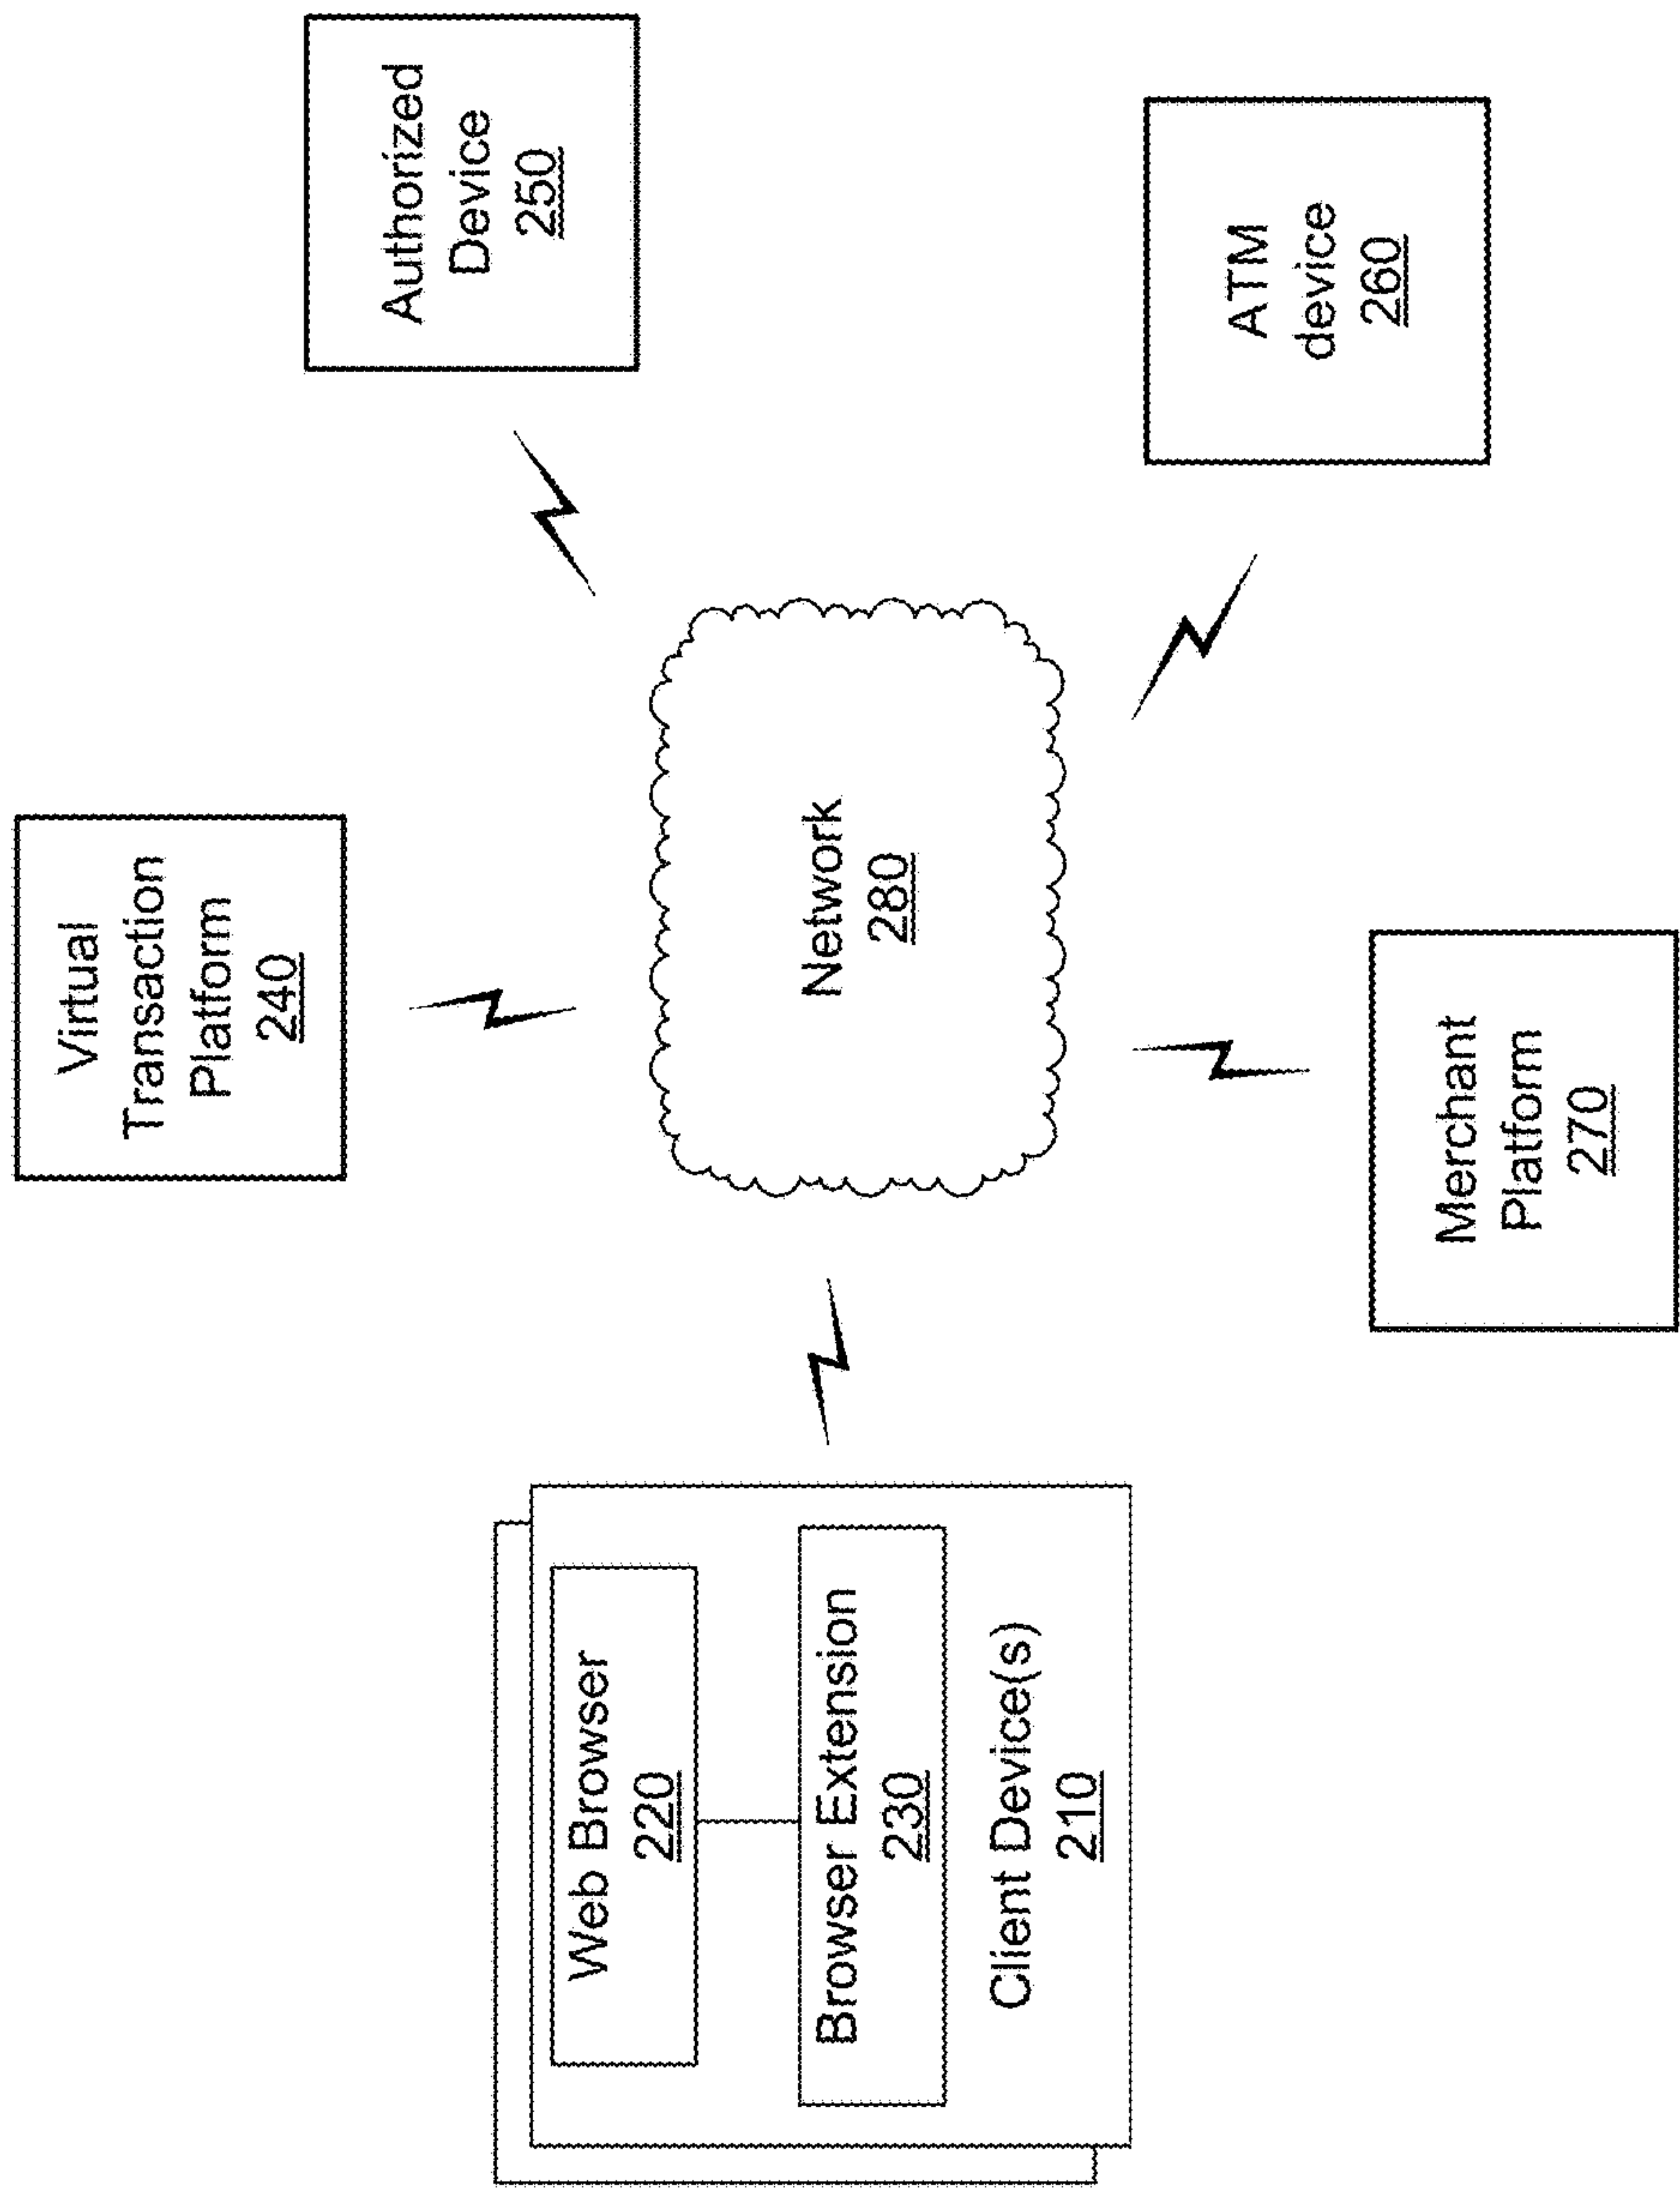 Virtual
Transaction
Platform
240
Authorized
Device
250
Web Browser
220
Browser Extension
230
Client Device(s)
210
Network
280
Merchant
Platform
270
ATM
device
260